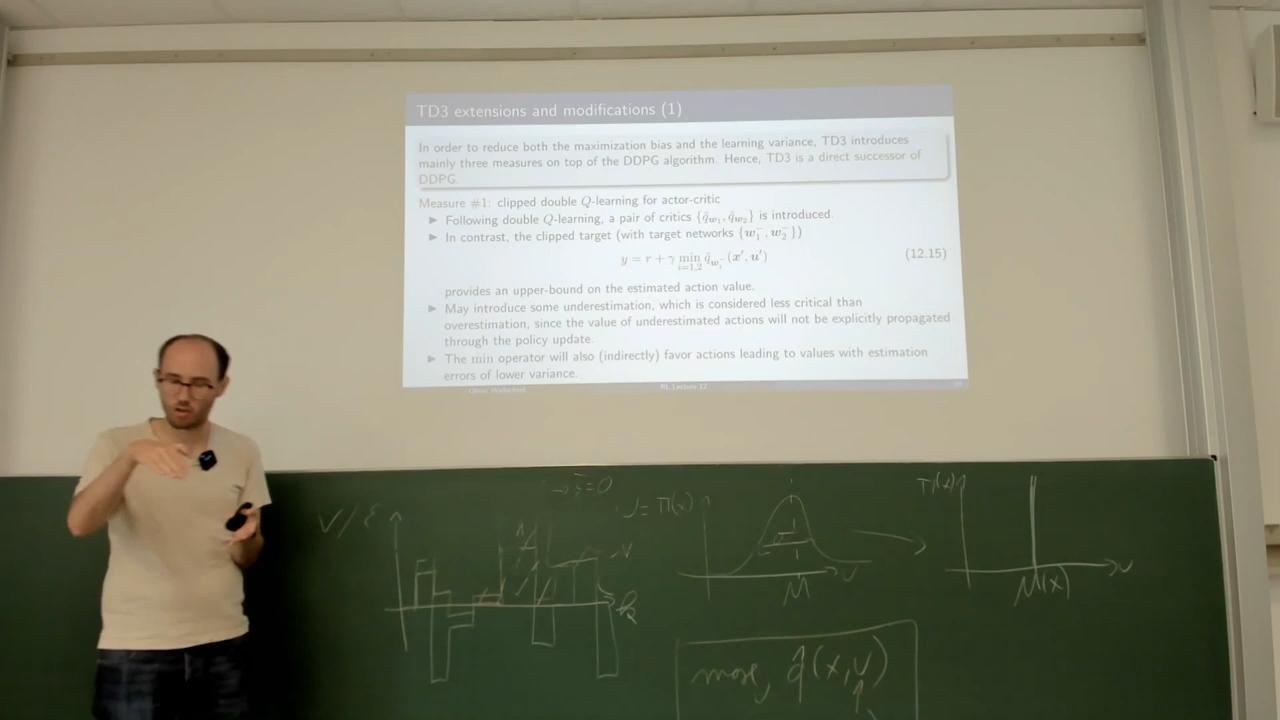 TD3 extensions and modifications (1)
In order to reduce both the maximization bias and the learning variance, TD3 introduces
mainly three measures on top of the DDPG algorithm. Hence, TD3 is a direct successor of
DDPG.
Measure #1: clipped double Q-learning for actor-critic
► Following double Q-learning, a pair of critics {q̂_{w₁}, q̂_{w₂}} is introduced.
► In contrast, the clipped target (with target networks {w₁⁻, w₂⁻})
y = r + γ min_{i=1,2} q̂_{wᵢ⁻}(x′, u′) (12.15)
provides an upper-bound on the estimated action value.
► May introduce some underestimation, which is considered less critical than
overestimation, since the value of underestimated actions will not be explicitly propagated
through the policy update.
► The min operator will also (indirectly) favor actions leading to values with estimation
errors of lower variance.
RL Lecture 12